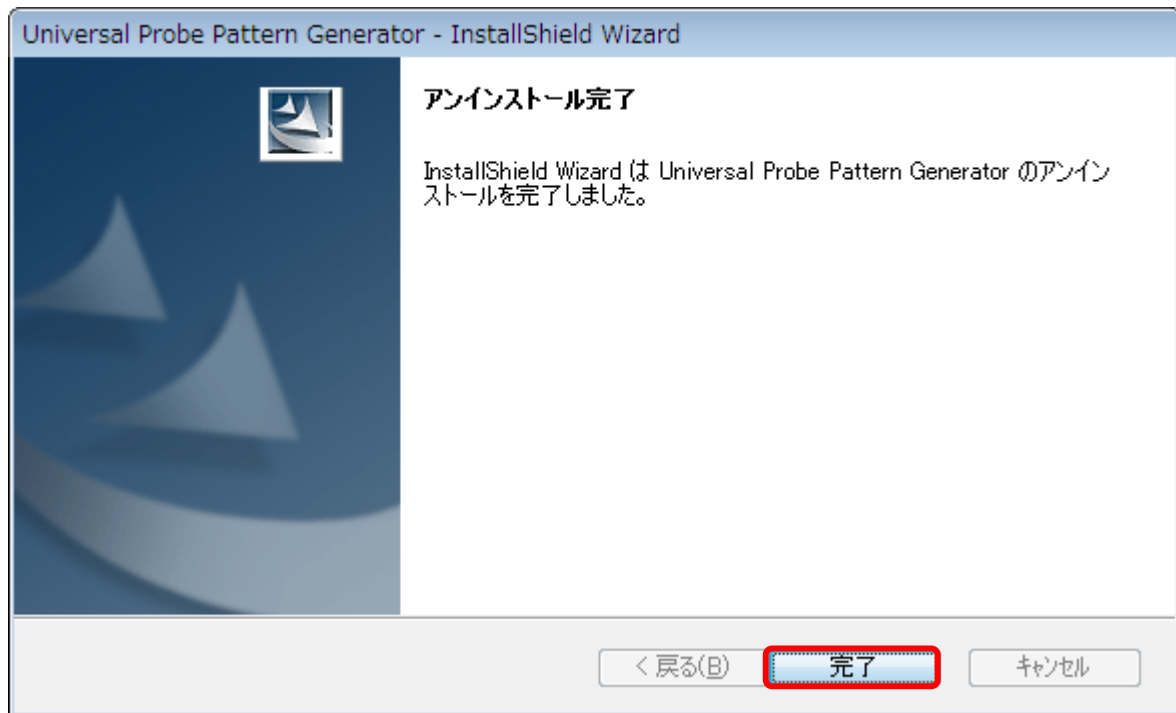 Universal Probe Pattern Generator - InstallShield Wizard
アンインストール完了
InstallShield Wizard は Universal Probe Pattern Generator のアンイン
ストールを完了しました。
< 戻る(B) 完了 キャンセル